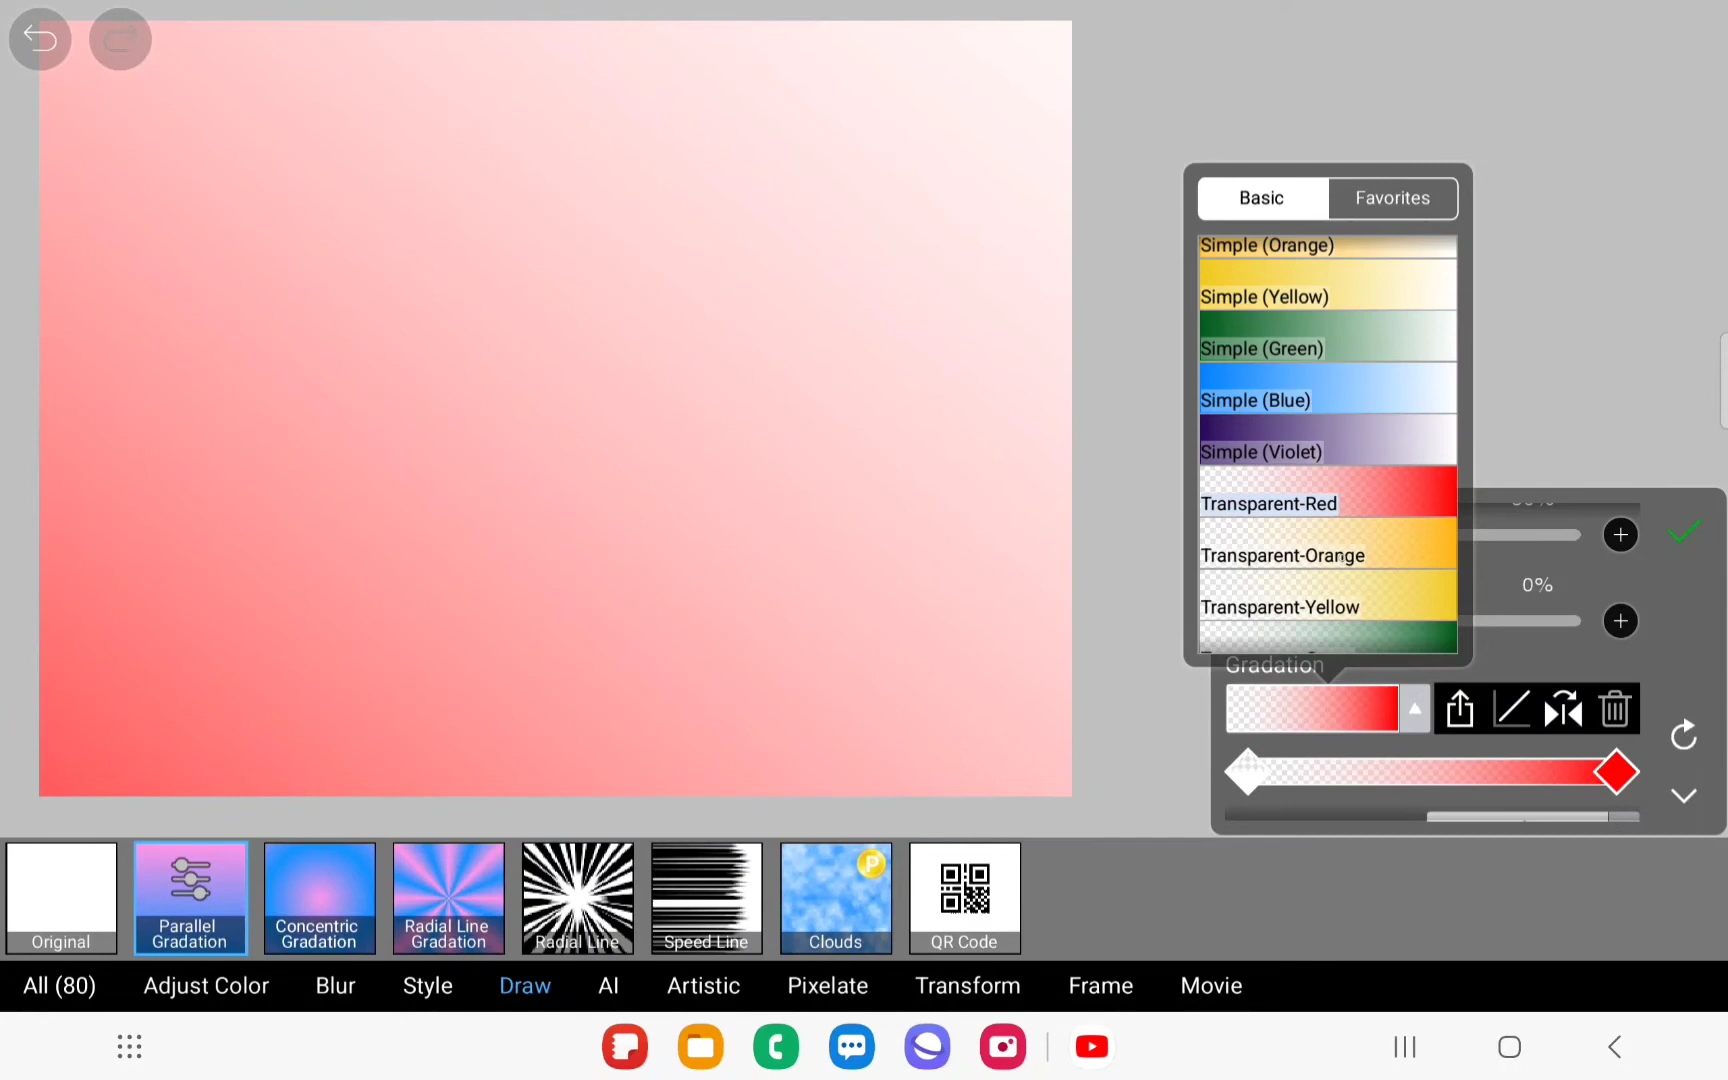 Basic
Favorites
Simple (Orange)
Simple (Yellow)
Simple (Green)
Simple (Blue)
Simple (Violet)
Transparent-Red
Transparent-Orange
Transparent-Yellow
0%
Gradation
Original
Parallel
Gradation
Concentric
Gradation
Radial Line
Gradation
Radial Line
Speed Line
P
Clouds
QR Code
All (80)
Adjust Color
Blur
Style
Draw
AI
Artistic
Pixelate
Transform
Frame
Movie